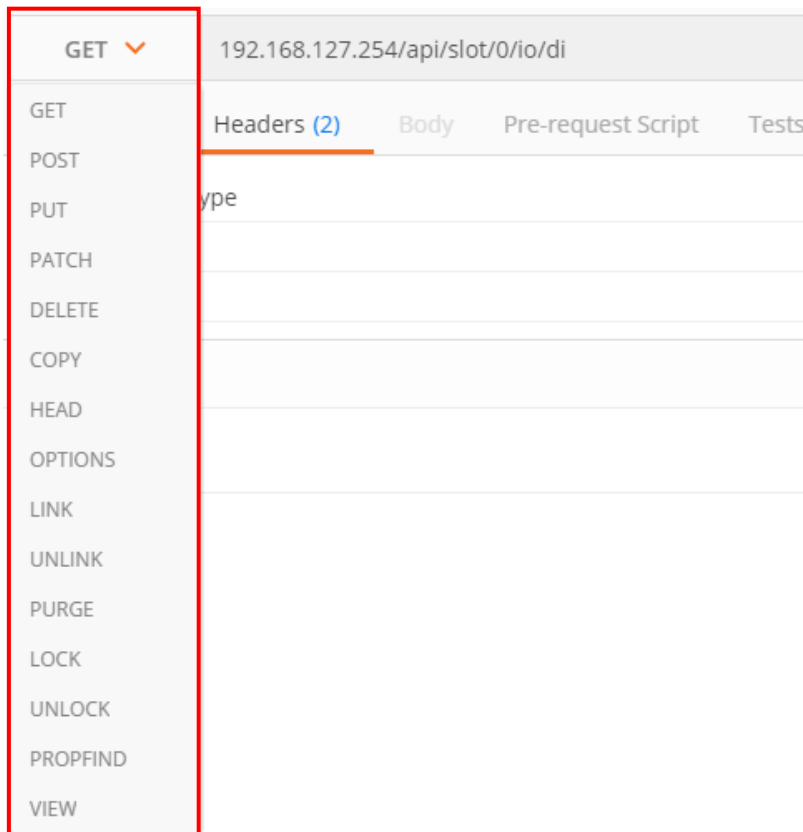 GET 192.168.127.254/api/slot/0/io/di
GET
Headers (2) Body Pre-request Script Tests
POST
ype
PUT
PATCH
DELETE
COPY
HEAD
OPTIONS
LINK
UNLINK
PURGE
LOCK
UNLOCK
PROPFIND
VIEW